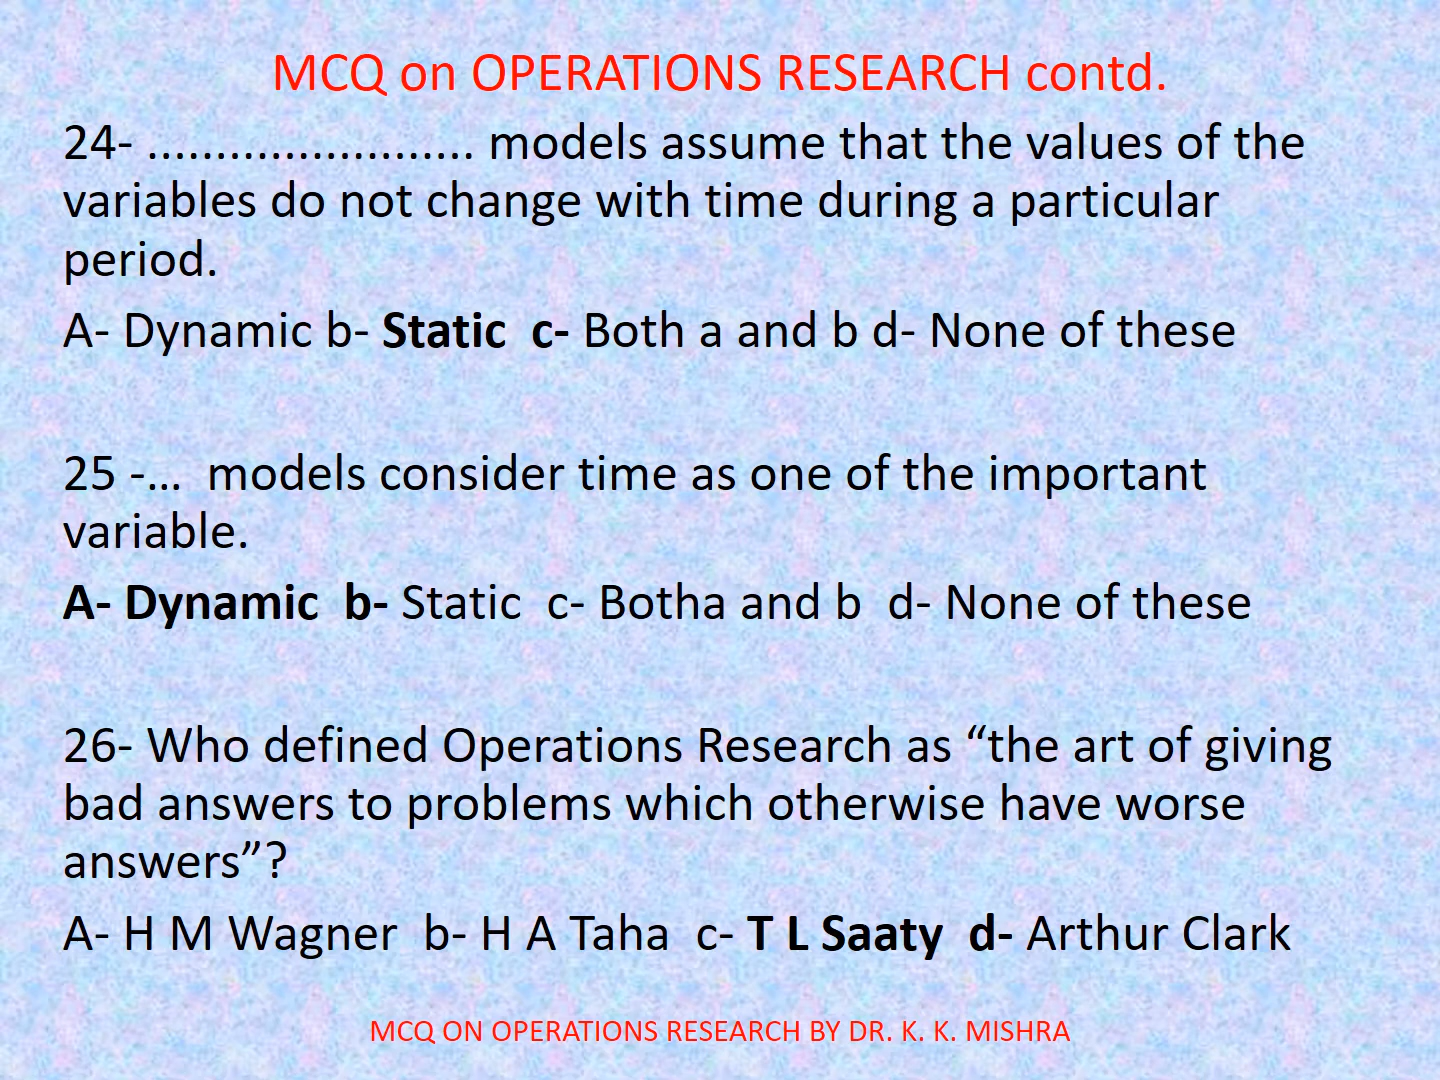 MCQ on OPERATIONS RESEARCH contd.
24- ........................ models assume that the values of the
variables do not change with time during a particular
period.
A- Dynamic b- Static  c- Both a and b d- None of these
25 -…  models consider time as one of the important
variable.
A- Dynamic  b- Static  c- Botha and b  d- None of these
26- Who defined Operations Research as “the art of giving
bad answers to problems which otherwise have worse
answers”?
A- H M Wagner  b- H A Taha  c- T L Saaty  d- Arthur Clark
MCQ ON OPERATIONS RESEARCH BY DR. K. K. MISHRA